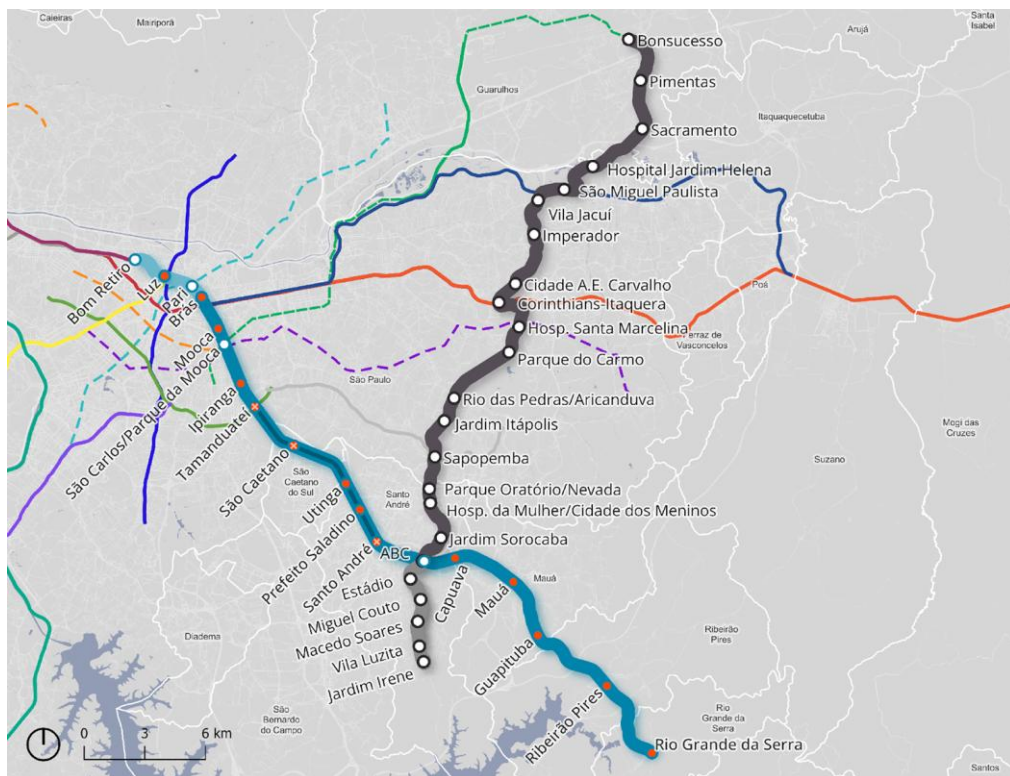 Caieiras
Mairiporã
Santa
Isabel
Arujá
Bonsucesso
Guarulhos
Pimentas
Itaquaquecetuba
Sacramento
Hospital Jardim Helena
São Miguel Paulista
Vila Jacuí
Imperador
Bom Retiro
Luz
Pari
Brás
Cidade A.E. Carvalho
Corinthians-Itaquera
Poá
Hosp. Santa Marcelina
Ferraz de
Vasconcelos
Mooca
São Carlos/Parque da Mooca
Parque do Carmo
São Paulo
Ipiranga
Tamanduateí
Rio das Pedras/Aricanduva
Jardim Itápolis
Mogi das
Cruzes
São Caetano
São
Caetano
do Sul
Sapopemba
Suzano
Utinga
Santo
André
Parque Oratório/Nevada
Hosp. da Mulher/Cidade dos Meninos
Prefeito Saladino
Jardim Sorocaba
Santo André
ABC
Estádio
Capuava
Mauá
Mauá
Miguel Couto
Macedo Soares
Diadema
Vila Luzita
Guapituba
Ribeirão
Pires
Jardim Irene
Ribeirão Pires
São
Bernardo
do Campo
Rio
Grande da
Serra
Rio Grande da Serra
0 3 6 km
Santos